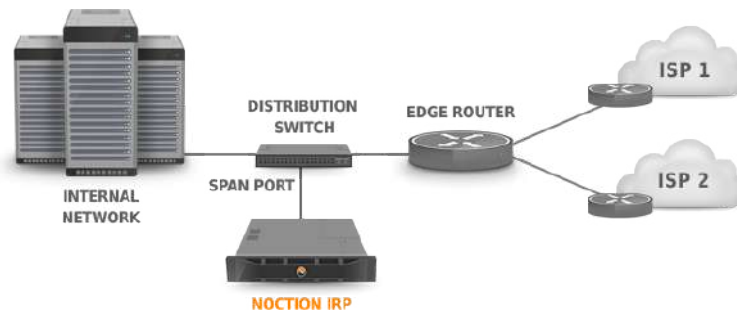 ISP 1
DISTRIBUTION
SWITCH
EDGE ROUTER
SPAN PORT
ISP 2
INTERNAL
NETWORK
NOCTION IRP